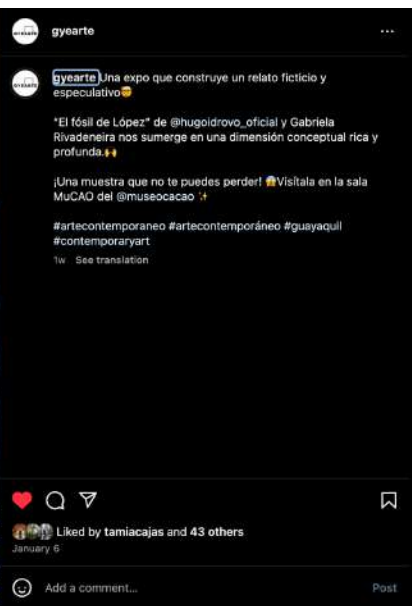 gyearte
gyearte Una expo que construye un relato ficticio y
especulativo🤯
"El fósil de López" de @hugoidrovo_oficial y Gabriela
Rivadeneira nos sumerge en una dimensión conceptual rica y
profunda.🙌
¡Una muestra que no te puedes perder! 😱Visítala en la sala
MuCAO del @museocacao ✨
#artecontemporaneo #artecontemporáneo #guayaquil
#contemporaryart
1w See translation
Liked by tamiacajas and 43 others
January 6
Add a comment...
Post